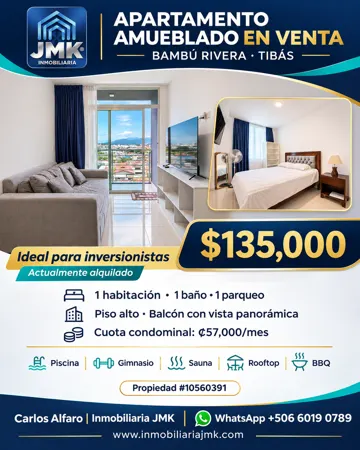 JMK
INMOBILIARIA
APARTAMENTO
AMUEBLADO EN VENTA
BAMBÚ RIVERA • TIBÁS
Ideal para inversionistas
Actualmente alquilado
$135,000
1 habitación • 1 baño • 1 parqueo
Piso alto • Balcón con vista panorámica
Cuota condominal: ₡57,000/mes
Piscina
Gimnasio
Sauna
Rooftop
BBQ
Propiedad #10560391
Carlos Alfaro | Inmobiliaria JMK | WhatsApp +506 6019 0789
www.inmobiliariajmk.com